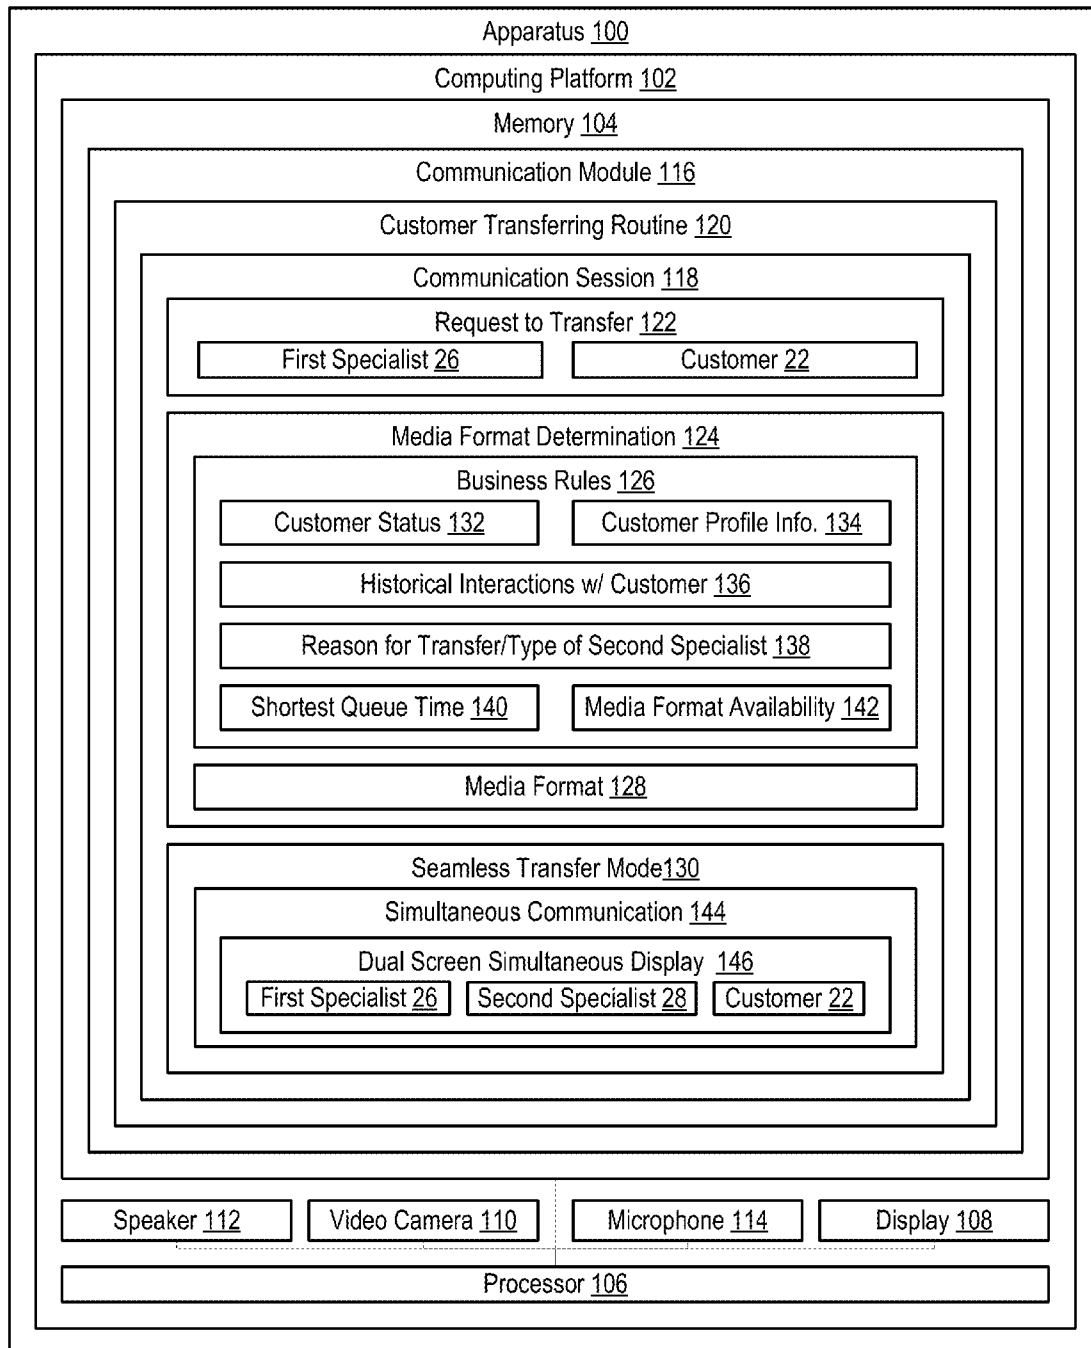 Apparatus 100
Computing Platform 102
Memory 104
Communication Module 116
Customer Transferring Routine 120
Communication Session 118
Request to Transfer 122
First Specialist 26
Customer 22
Media Format Determination 124
Business Rules 126
Customer Status 132
Customer Profile Info. 134
Historical Interactions w/ Customer 136
Reason for Transfer/Type of Second Specialist 138
Shortest Queue Time 140
Media Format Availability 142
Media Format 128
Seamless Transfer Mode130
Simultaneous Communication 144
Dual Screen Simultaneous Display 146
First Specialist 26
Second Specialist 28
Customer 22
Speaker 112
Video Camera 110
Microphone 114
Display 108
Processor 106